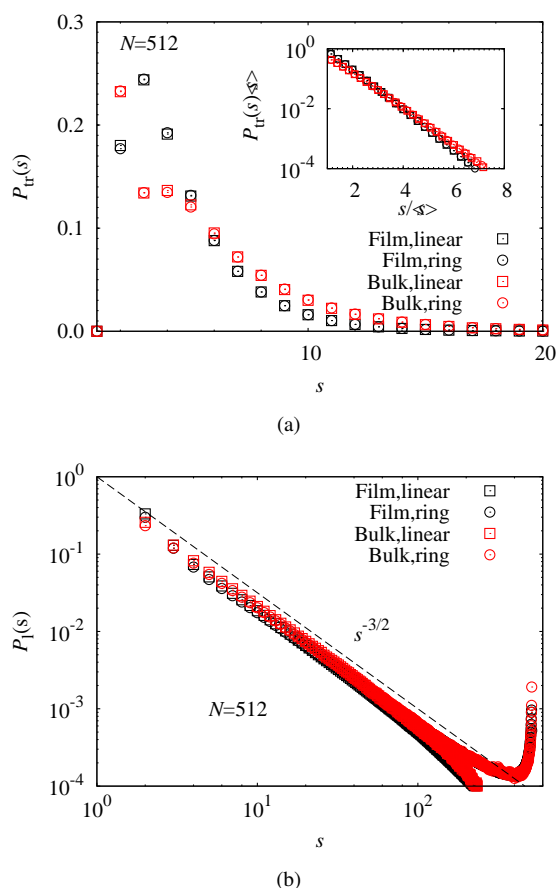 0.3
N=512
0.2
0.1
0.0
P_tr(s)
10
20
s
10^0
10^-2
10^-4
P_tr(s)<s>
2 4 6 8
s/<s>
Film,linear
Film,ring
Bulk,linear
Bulk,ring
(a)
10^0
10^-1
10^-2
10^-3
10^-4
P_l(s)
Film,linear
Film,ring
Bulk,linear
Bulk,ring
s^-3/2
N=512
10^0 10^1 10^2
s
(b)